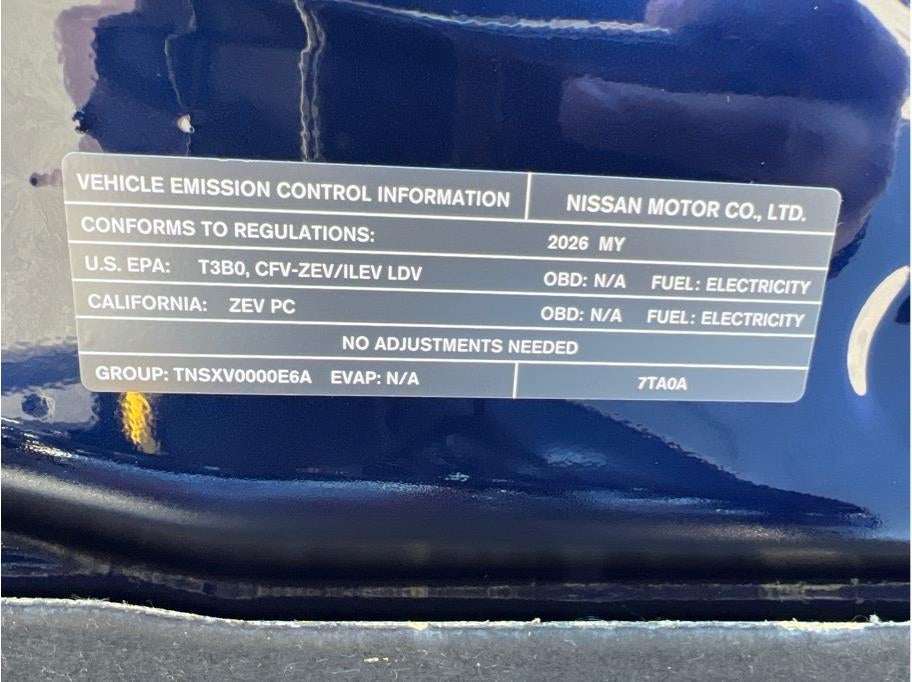 VEHICLE EMISSION CONTROL INFORMATION NISSAN MOTOR CO., LTD.
CONFORMS TO REGULATIONS: 2026 MY
U.S. EPA: T3B0, CFV-ZEV/ILEV LDV OBD: N/A FUEL: ELECTRICITY
CALIFORNIA: ZEV PC OBD: N/A FUEL: ELECTRICITY
NO ADJUSTMENTS NEEDED
GROUP: TNSXV0000E6A EVAP: N/A 7TA0A